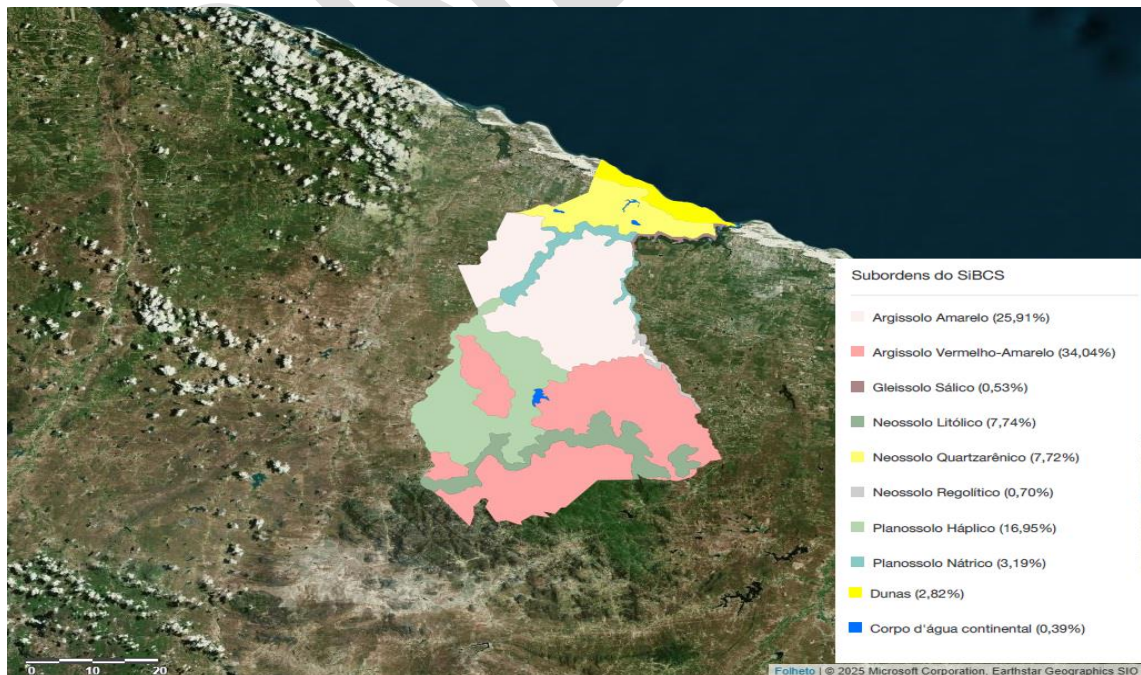 Subordens do SiBCS
Argissolo Amarelo (25,91%)
Argissolo Vermelho-Amarelo (34,04%)
Gleissolo Sálico (0,53%)
Neossolo Litólico (7,74%)
Neossolo Quartzarênico (7,72%)
Neossolo Regolítico (0,70%)
Planossolo Háplico (16,95%)
Planossolo Nátrico (3,19%)
Dunas (2,82%)
Corpo d'água continental (0,39%)
0 10 20
Folheto | © 2025 Microsoft Corporation, Earthstar Geographics SIO